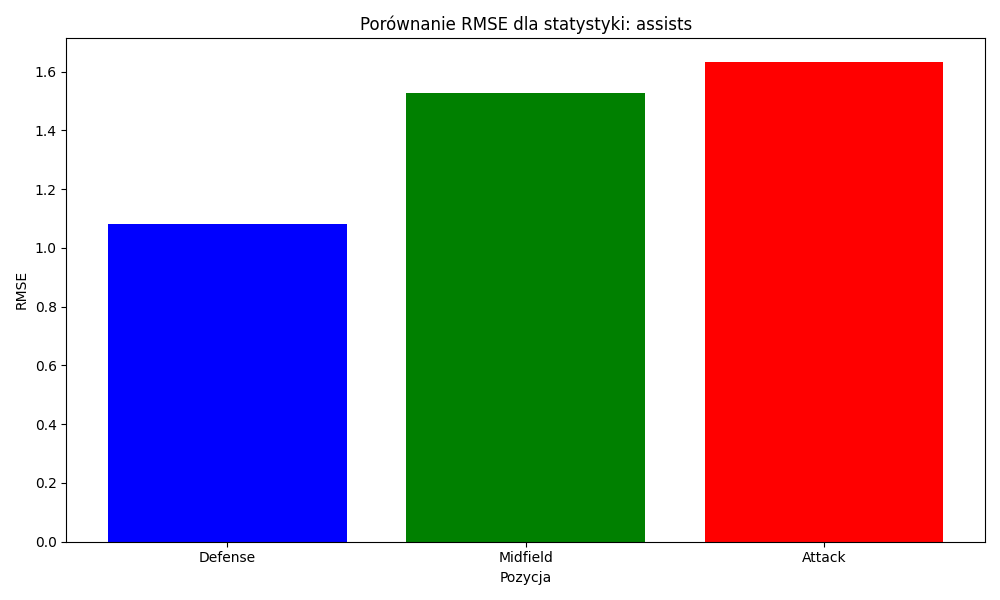 Porównanie RMSE dla statystyki: assists
RMSE
1.6
1.4
1.2
1.0
0.8
0.6
0.4
0.2
0.0
Defense
Midfield
Attack
Pozycja